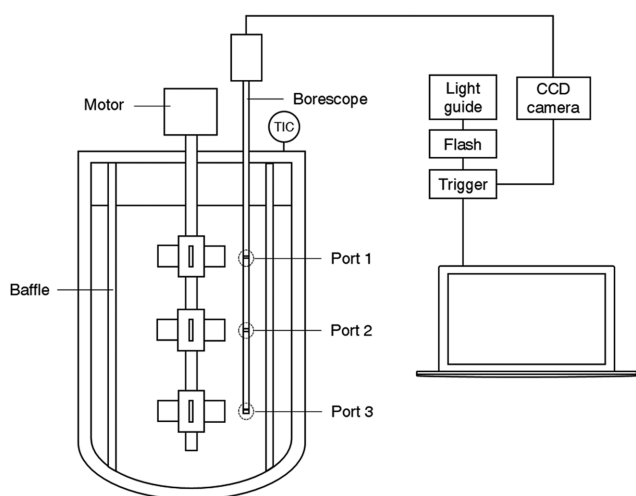 Motor
Borescope
TIC
Light
guide
CCD
camera
Flash
Trigger
Port 1
Baffle
Port 2
Port 3